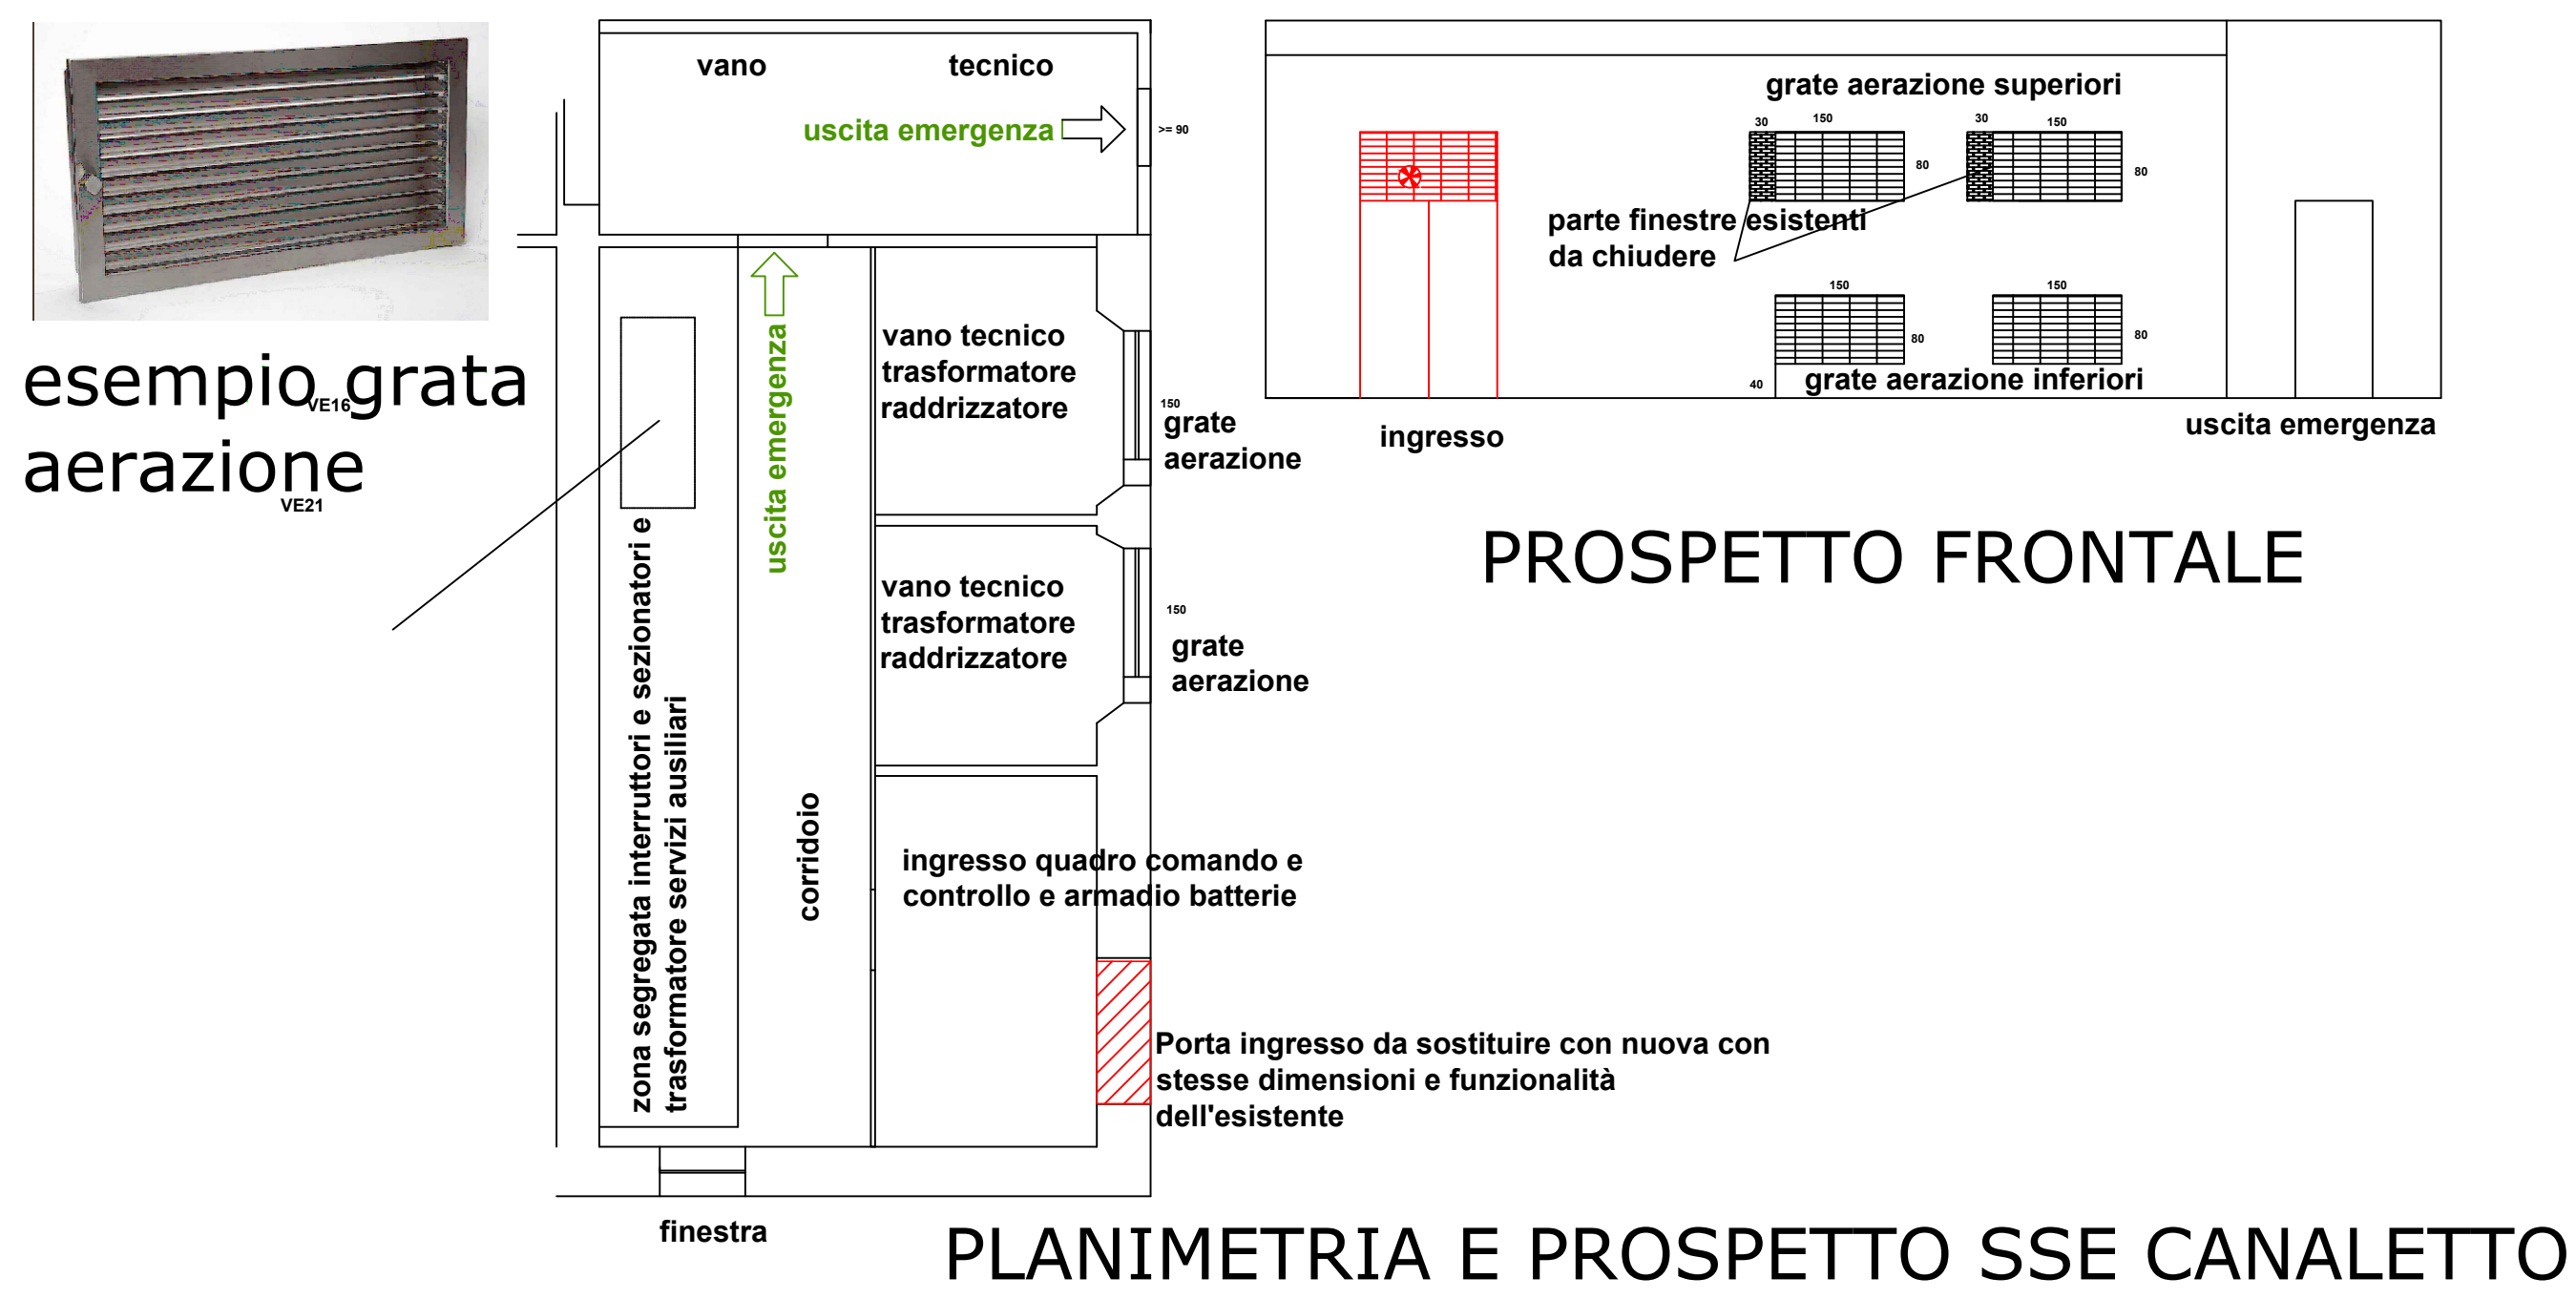 vano tecnico
uscita emergenza
>= 90
esempio grata
aerazione
VE16
VE21
uscita emergenza
vano tecnico
trasformatore
raddrizzatore
150
grate
aerazione
vano tecnico
trasformatore
raddrizzatore
150
grate
aerazione
zona segregata interruttori e sezionatori e
trasformatore servizi ausiliari
corridoio
ingresso quadro comando e
controllo e armadio batterie
Porta ingresso da sostituire con nuova con
stesse dimensioni e funzionalità
dell'esistente
finestra
grate aerazione superiori
30 150
80
30 150
80
parte finestre esistenti
da chiudere
150
80
150
80
40
grate aerazione inferiori
ingresso
uscita emergenza
PROSPETTO FRONTALE
PLANIMETRIA E PROSPETTO SSE CANALETTO